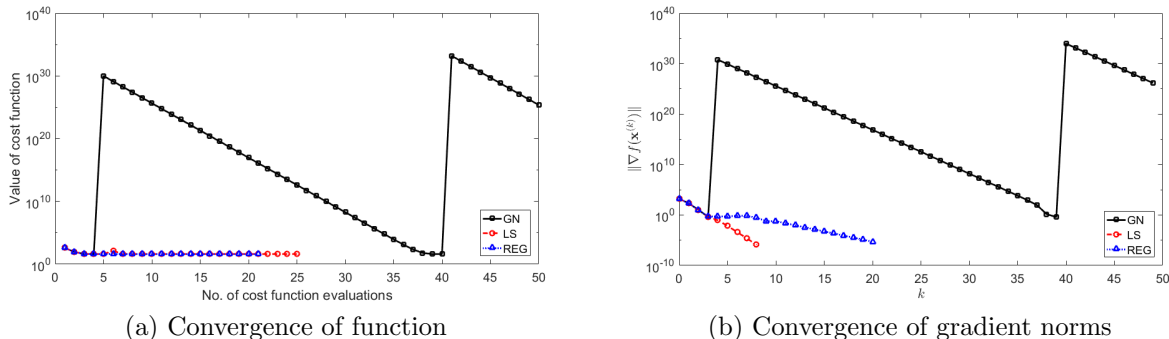 10^40
10^30
10^20
10^10
10^0
Value of cost function
0 5 10 15 20 25 30 35 40 45 50
No. of cost function evaluations
GN
LS
REG
(a) Convergence of function
10^40
10^30
10^20
10^10
10^0
10^-10
‖∇f(x^(k))‖
0 5 10 15 20 25 30 35 40 45 50
k
GN
LS
REG
(b) Convergence of gradient norms